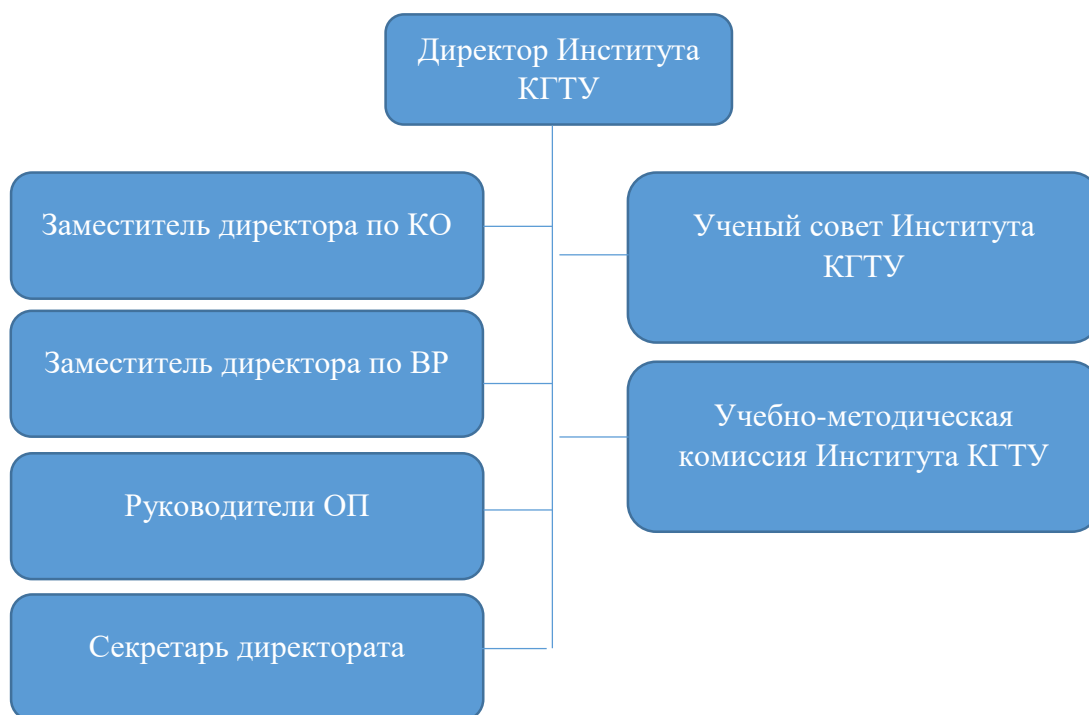 Директор Института
КГТУ
Заместитель директора по КО
Заместитель директора по ВР
Руководители ОП
Секретарь директората
Ученый совет Института
КГТУ
Учебно-методическая
комиссия Института КГТУ